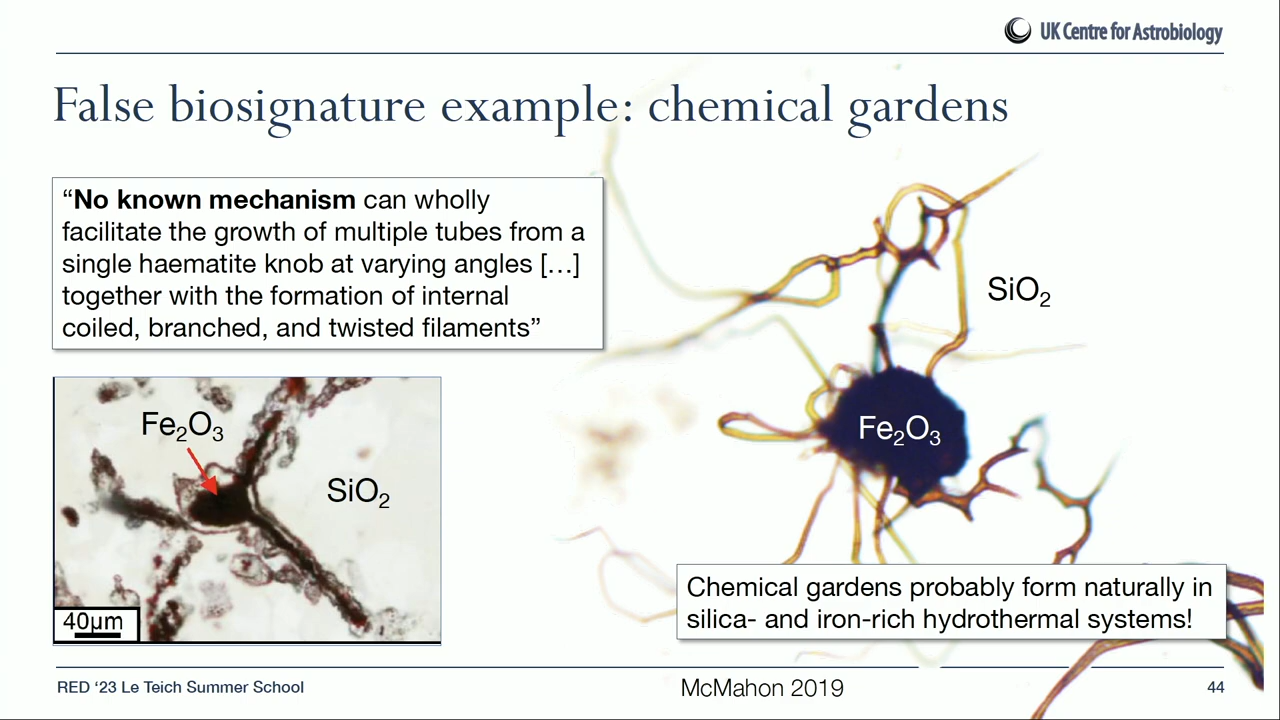 UK Centre for Astrobiology
False biosignature example: chemical gardens
“No known mechanism can wholly
facilitate the growth of multiple tubes from a
single haematite knob at varying angles […]
together with the formation of internal
coiled, branched, and twisted filaments”
SiO₂
Fe₂O₃
Fe₂O₃
SiO₂
40µm
Chemical gardens probably form naturally in
silica- and iron-rich hydrothermal systems!
RED ‘23 Le Teich Summer School
McMahon 2019
44